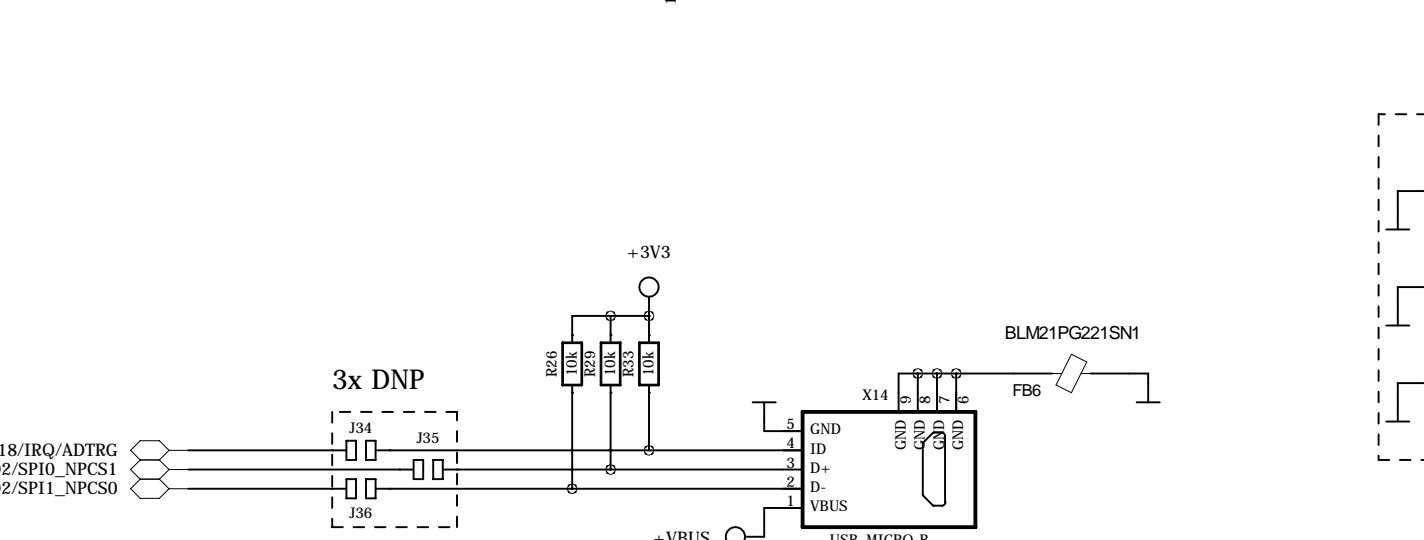 +3V3
BLM21PG221SN1
FB6
R26
10k
R29
10k
R33
10k
3x DNP
X14
9
8
7
6
GND
GND
GND
GND
J34
J35
J36
18/IRQ/ADTRG
2/SPI0_NPCS1
2/SPI1_NPCS0
5
GND
4
ID
3
D+
2
D-
1
VBUS
+VBUS
USB_MICRO_B